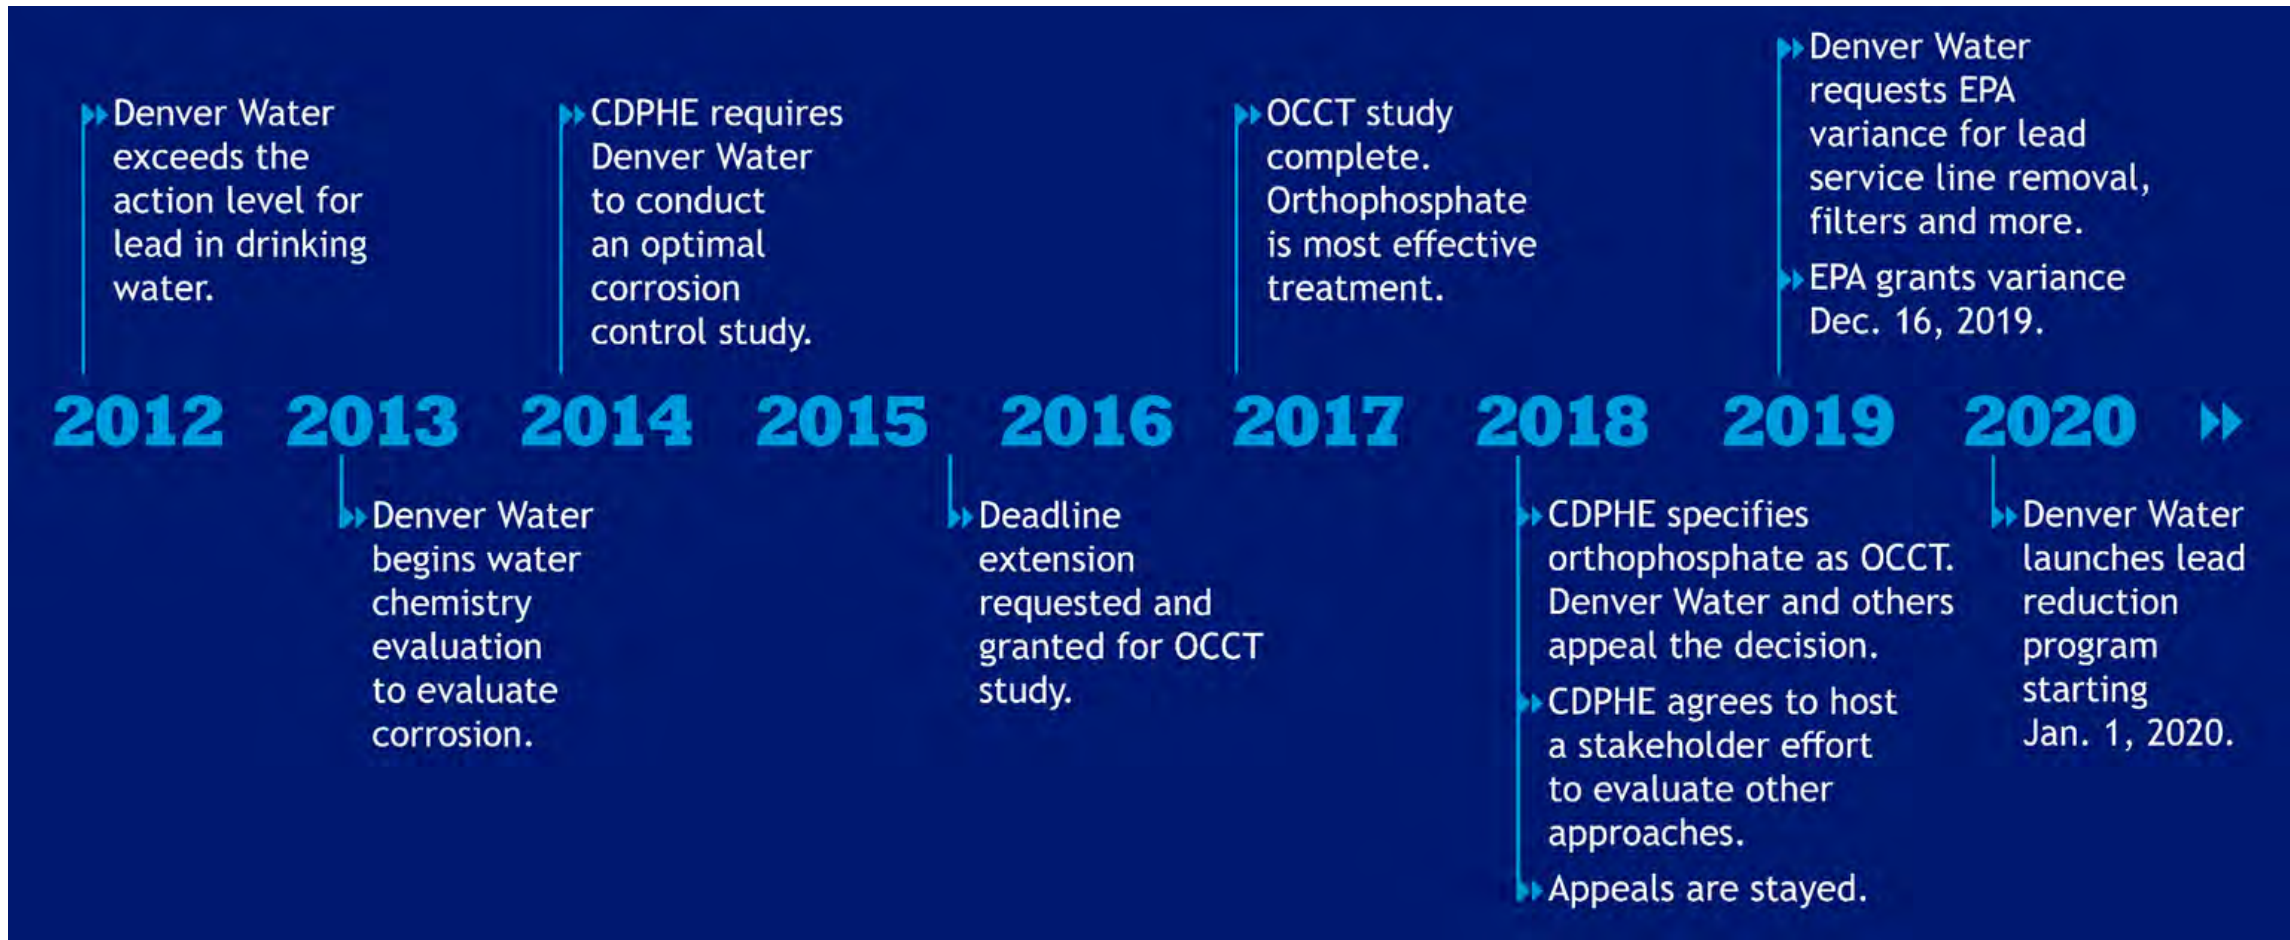 Denver Water
exceeds the
action level for
lead in drinking
water.
CDPHE requires
Denver Water
to conduct
an optimal
corrosion
control study.
OCCT study
complete.
Orthophosphate
is most effective
treatment.
Denver Water
requests EPA
variance for lead
service line removal,
filters and more.
EPA grants variance
Dec. 16, 2019.
2012 2013 2014 2015 2016 2017 2018 2019 2020
Denver Water
begins water
chemistry
evaluation
to evaluate
corrosion.
Deadline
extension
requested and
granted for OCCT
study.
CDPHE specifies
orthophosphate as OCCT.
Denver Water and others
appeal the decision.
CDPHE agrees to host
a stakeholder effort
to evaluate other
approaches.
Appeals are stayed.
Denver Water
launches lead
reduction
program
starting
Jan. 1, 2020.